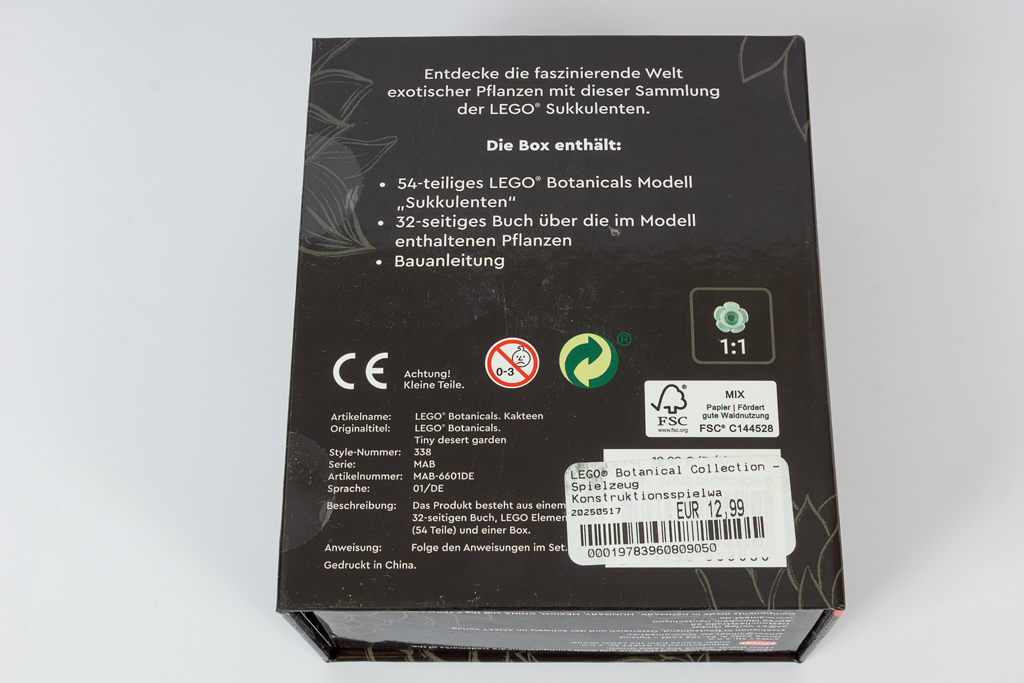 Entdecke die faszinierende Welt
exotischer Pflanzen mit dieser Sammlung
der LEGO® Sukkulenten.
Die Box enthält:
• 54-teiliges LEGO® Botanicals Modell
„Sukkulenten“
• 32-seitiges Buch über die im Modell
enthaltenen Pflanzen
• Bauanleitung
1:1
CE
Achtung!
Kleine Teile.
0-3
®
FSC
www.fsc.org
MIX
Papier | Fördert
gute Waldnutzung
FSC® C144528
Artikelname: LEGO® Botanicals. Kakteen
Originaltitel: LEGO® Botanicals.
Tiny desert garden
Style-Nummer: 338
Serie: MAB
Artikelnummer: MAB-6601DE
Sprache: 01/DE
Beschreibung: Das Produkt besteht aus einem
32-seitigen Buch, LEGO Elemen
(54 Teile) und einer Box.
Anweisung: Folge den Anweisungen im Set.
Gedruckt in China.
LEGO® Botanical Collection –
Spielzeug
Konstruktionsspielwa
20250517 EUR 12,99
00019783960809050